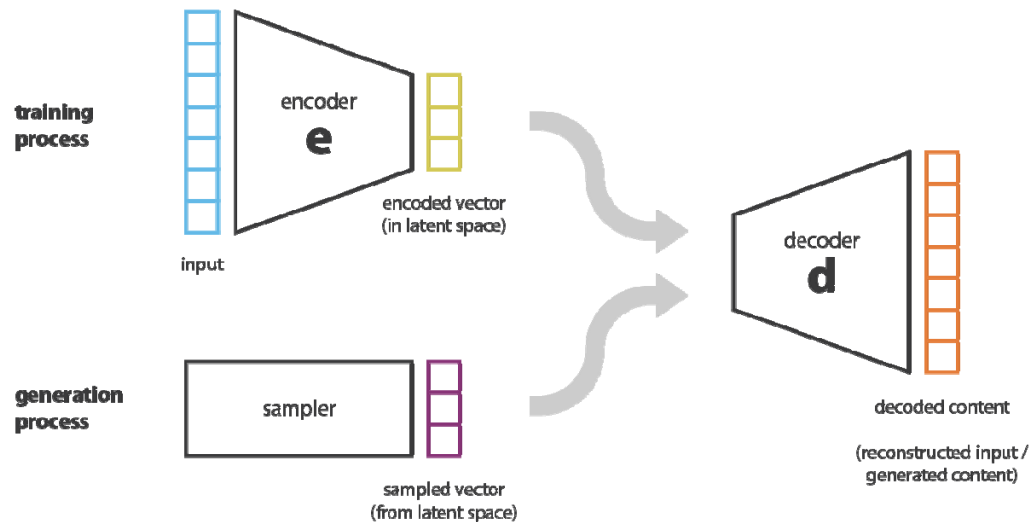 training
process
encoder
e
encoded vector
(in latent space)
input
generation
process
sampler
sampled vector
(from latent space)
decoder
d
decoded content
(reconstructed input /
generated content)